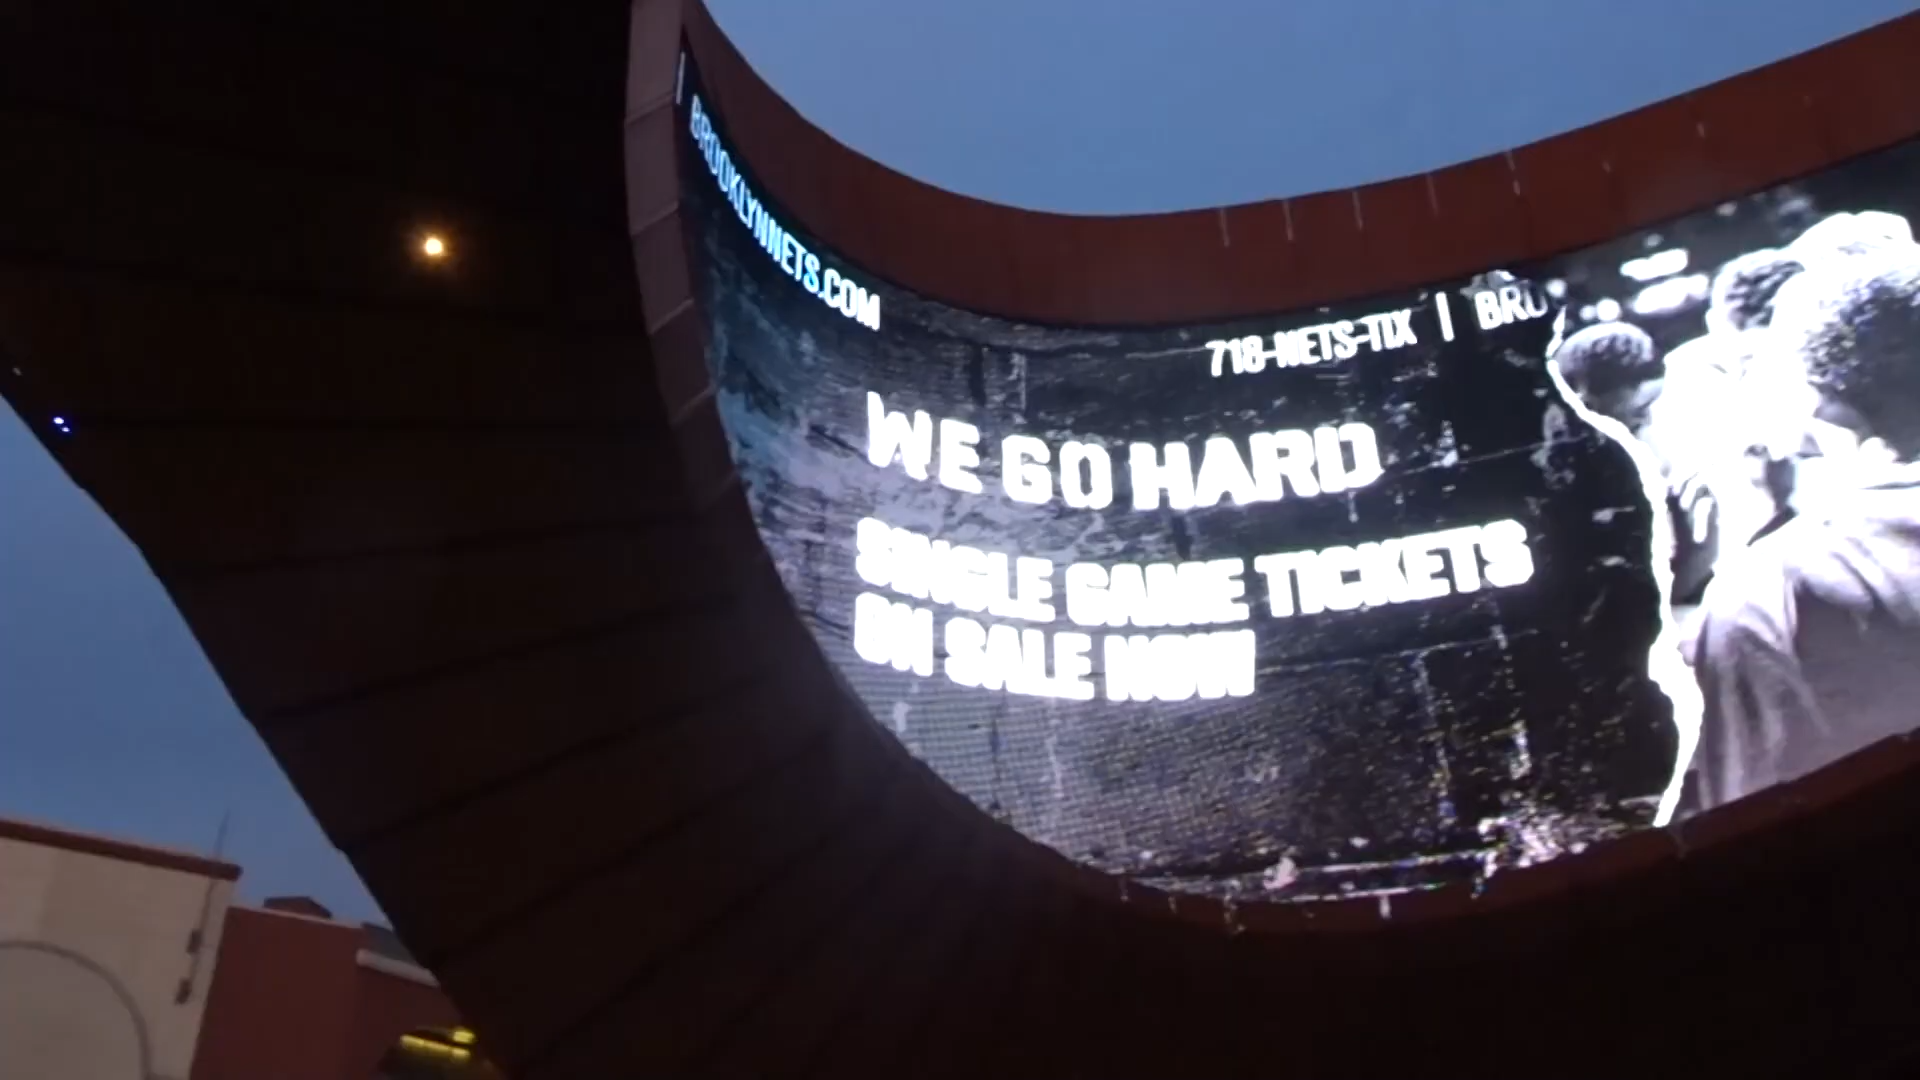 | BROOKLYNNETS.COM
718-NETS-TIX | BRO
WE GO HARD
SINGLE GAME TICKETS
ON SALE NOW